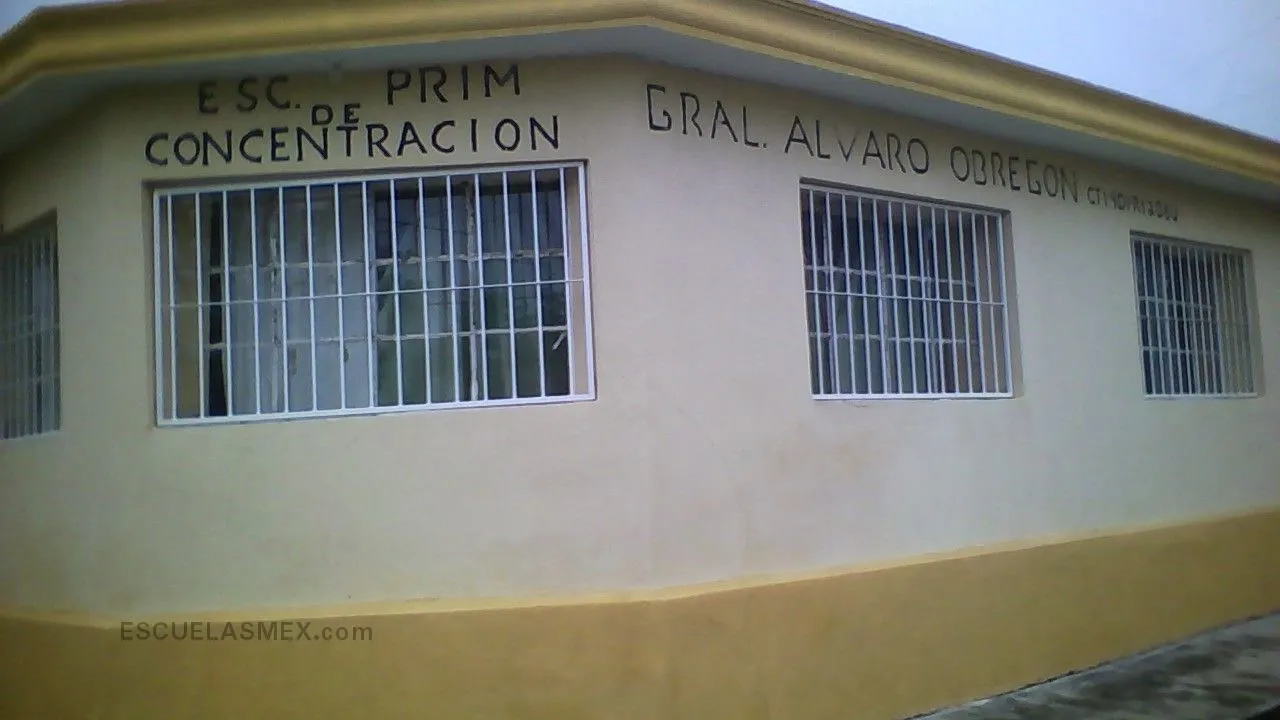 ESC. PRIM
DE
CONCENTRACION
GRAL. ALVARO OBREGON
ESCUELASMEX.com